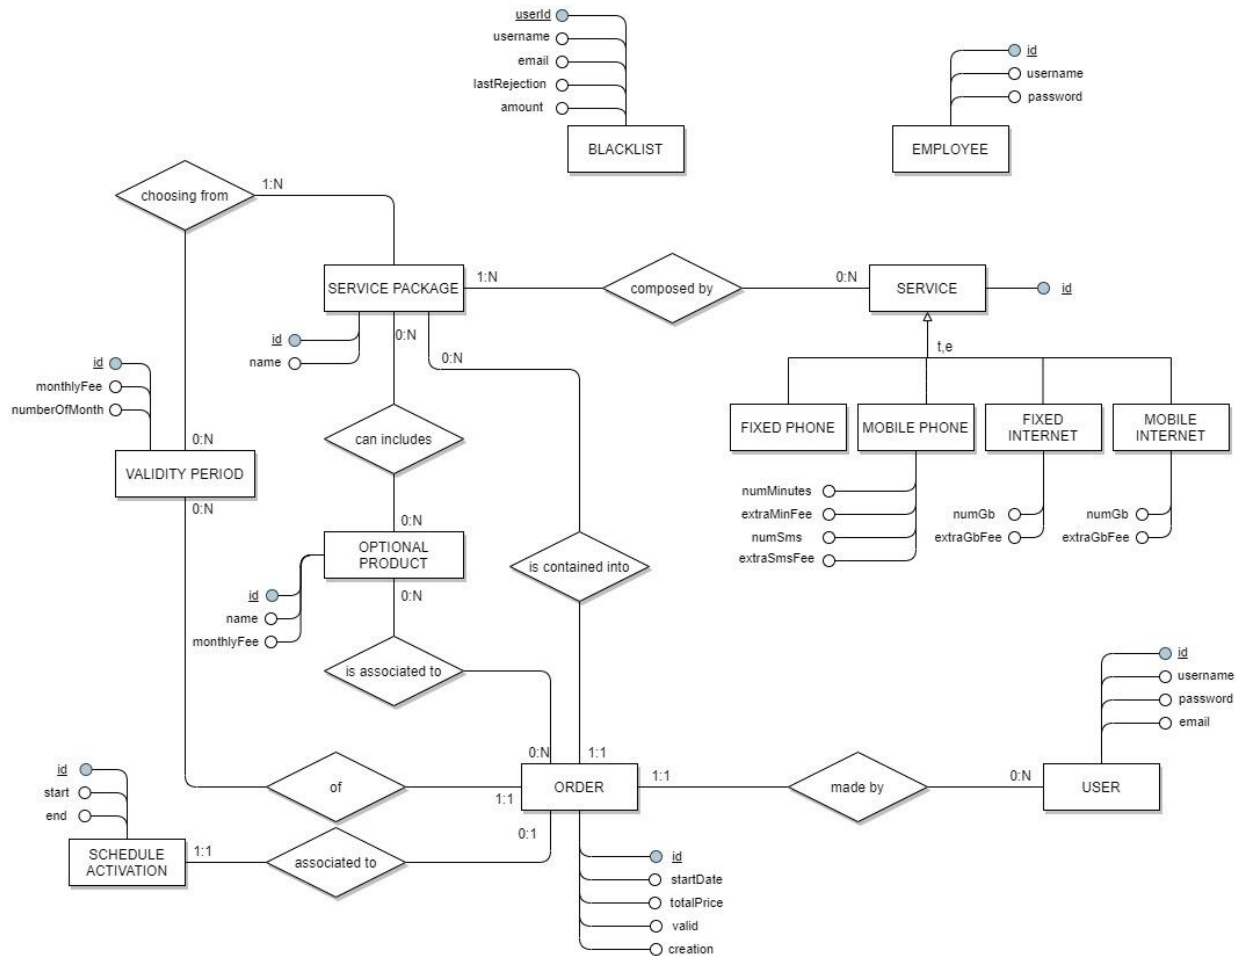 userId
username
email
lastRejection
amount
BLACKLIST
id
username
password
EMPLOYEE
choosing from
1:N
SERVICE PACKAGE
1:N
composed by
0:N
SERVICE
id
id
name
0:N
0:N
t,e
id
monthlyFee
numberOfMonth
0:N
VALIDITY PERIOD
0:N
can includes
FIXED PHONE
MOBILE PHONE
FIXED
INTERNET
MOBILE
INTERNET
numMinutes
extraMinFee
numSms
extraSmsFee
numGb
extraGbFee
numGb
extraGbFee
0:N
OPTIONAL
PRODUCT
0:N
id
name
monthlyFee
is contained into
is associated to
id
username
password
email
0:N
1:1
id
start
end
of
1:1
ORDER
1:1
made by
0:N
USER
0:1
SCHEDULE
ACTIVATION
1:1
associated to
id
startDate
totalPrice
valid
creation